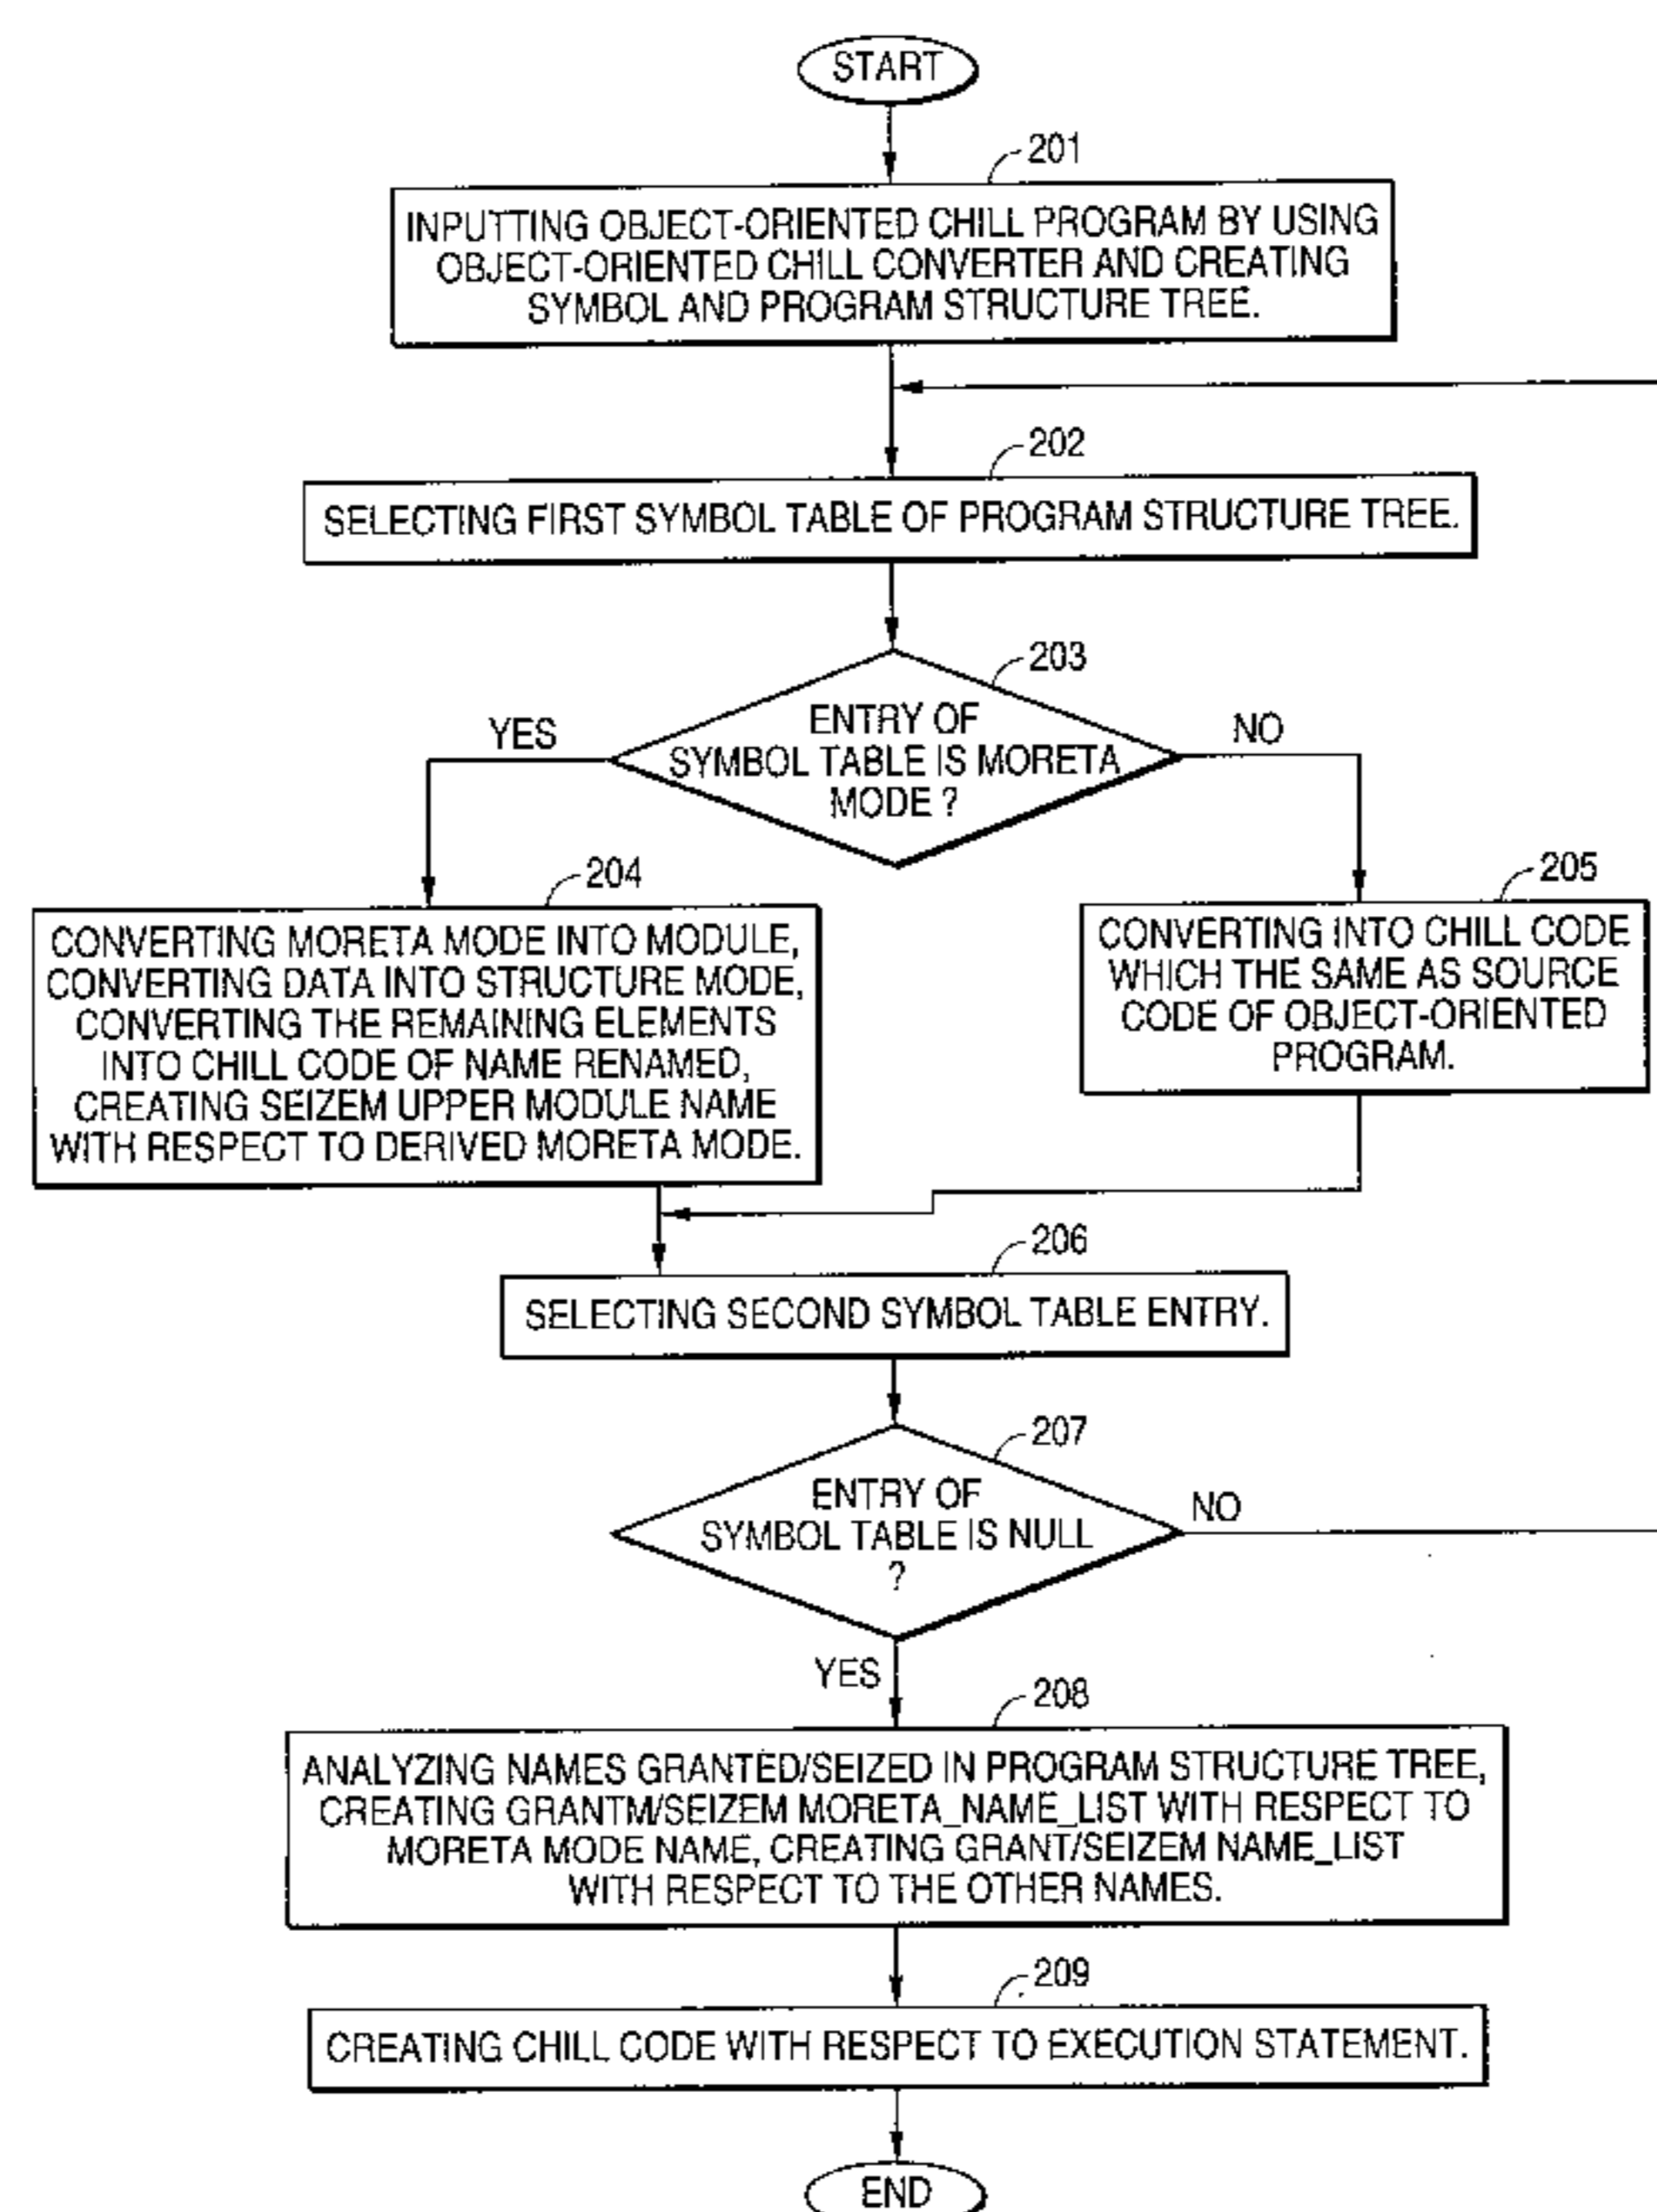 START
201
INPUTTING OBJECT-ORIENTED CHILL PROGRAM BY USING
OBJECT-ORIENTED CHILL CONVERTER AND CREATING
SYMBOL AND PROGRAM STRUCTURE TREE.
202
SELECTING FIRST SYMBOL TABLE OF PROGRAM STRUCTURE TREE.
203
ENTRY OF
SYMBOL TABLE IS MORETA
MODE ?
YES
NO
204
CONVERTING MORETA MODE INTO MODULE,
CONVERTING DATA INTO STRUCTURE MODE,
CONVERTING THE REMAINING ELEMENTS
INTO CHILL CODE OF NAME RENAMED,
CREATING SEIZEM UPPER MODULE NAME
WITH RESPECT TO DERIVED MORETA MODE.
205
CONVERTING INTO CHILL CODE
WHICH THE SAME AS SOURCE
CODE OF OBJECT-ORIENTED
PROGRAM.
206
SELECTING SECOND SYMBOL TABLE ENTRY.
207
ENTRY OF
SYMBOL TABLE IS NULL
?
NO
YES
208
ANALYZING NAMES GRANTED/SEIZED IN PROGRAM STRUCTURE TREE,
CREATING GRANTM/SEIZEM MORETA_NAME_LIST WITH RESPECT TO
MORETA MODE NAME, CREATING GRANT/SEIZEM NAME_LIST
WITH RESPECT TO THE OTHER NAMES.
209
CREATING CHILL CODE WITH RESPECT TO EXECUTION STATEMENT.
END